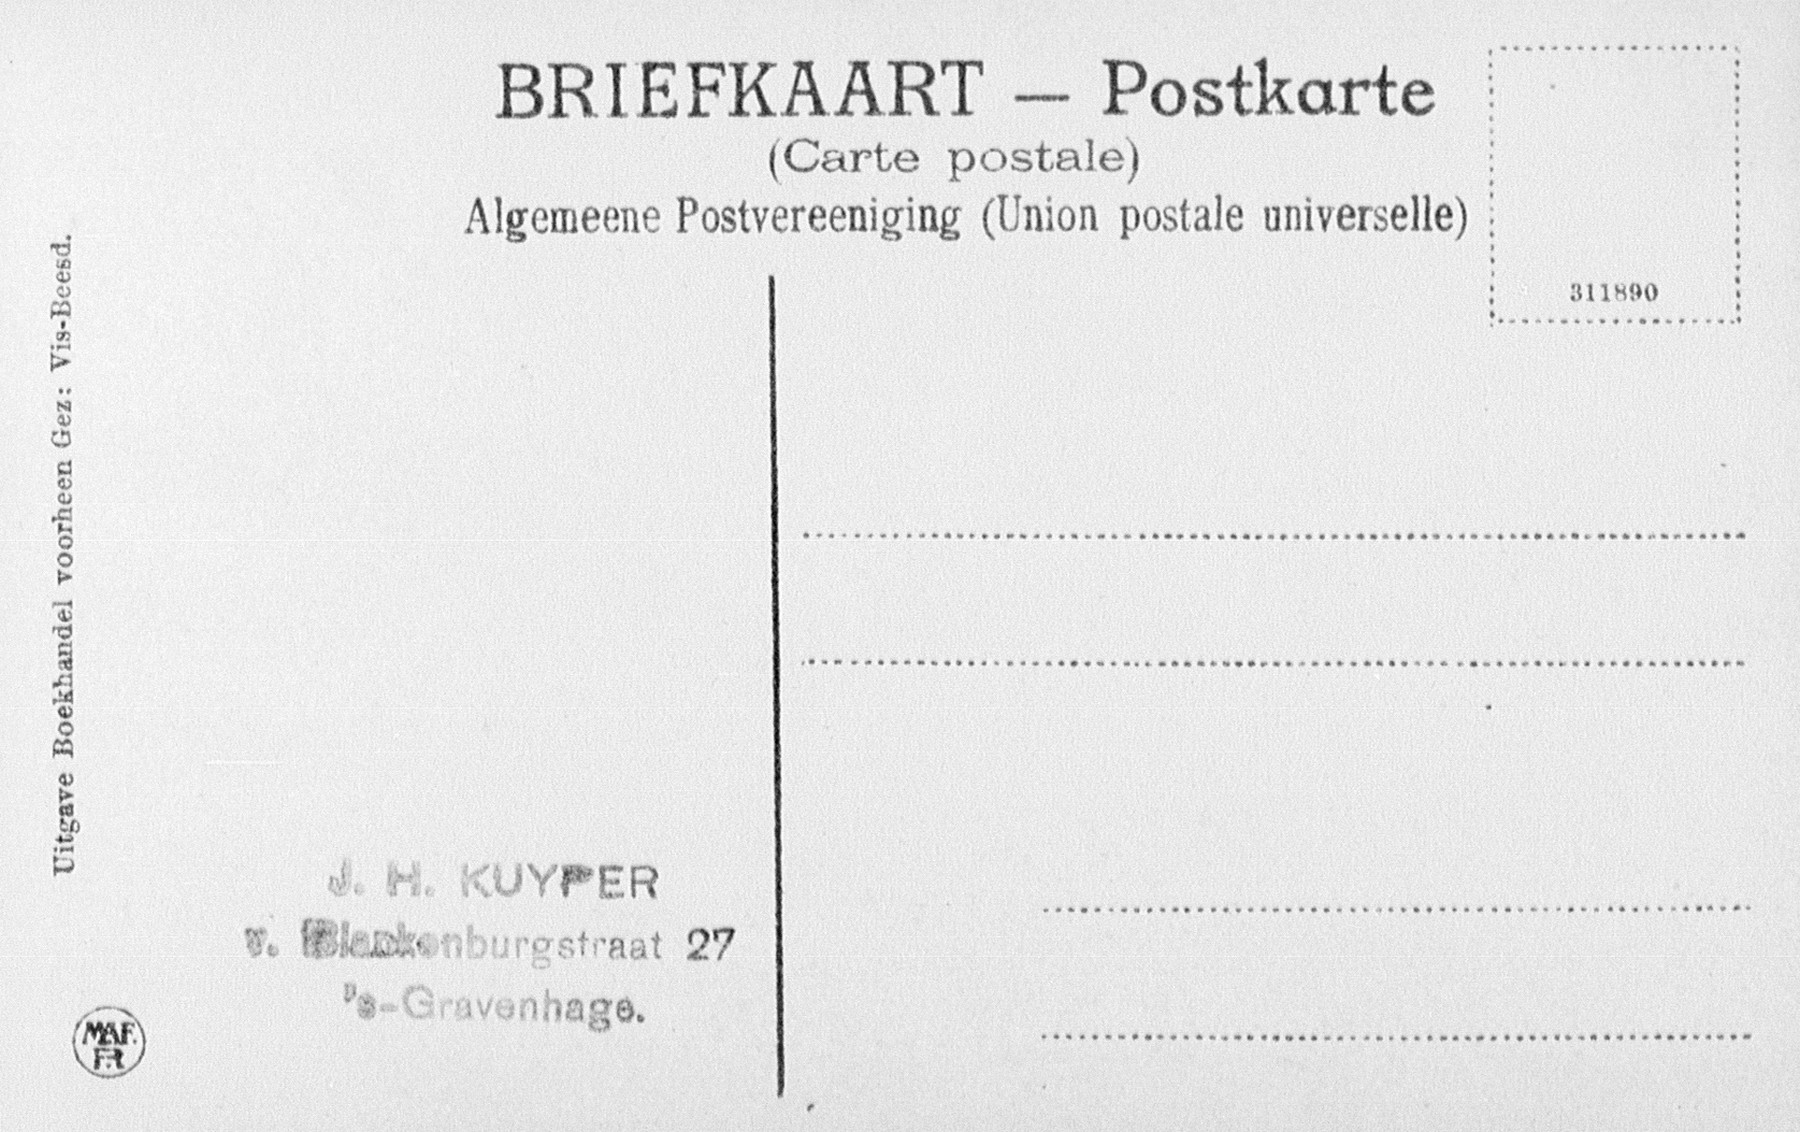 BRIEFKAART — Postkarte
(Carte postale)
Algemeene Postvereeniging (Union postale universelle)
311890
Uitgave Boekhandel voorheen Gez: Vis-Beesd.
J. H. KUYPER
v. Blankenburgstraat 27
's-Gravenhage.